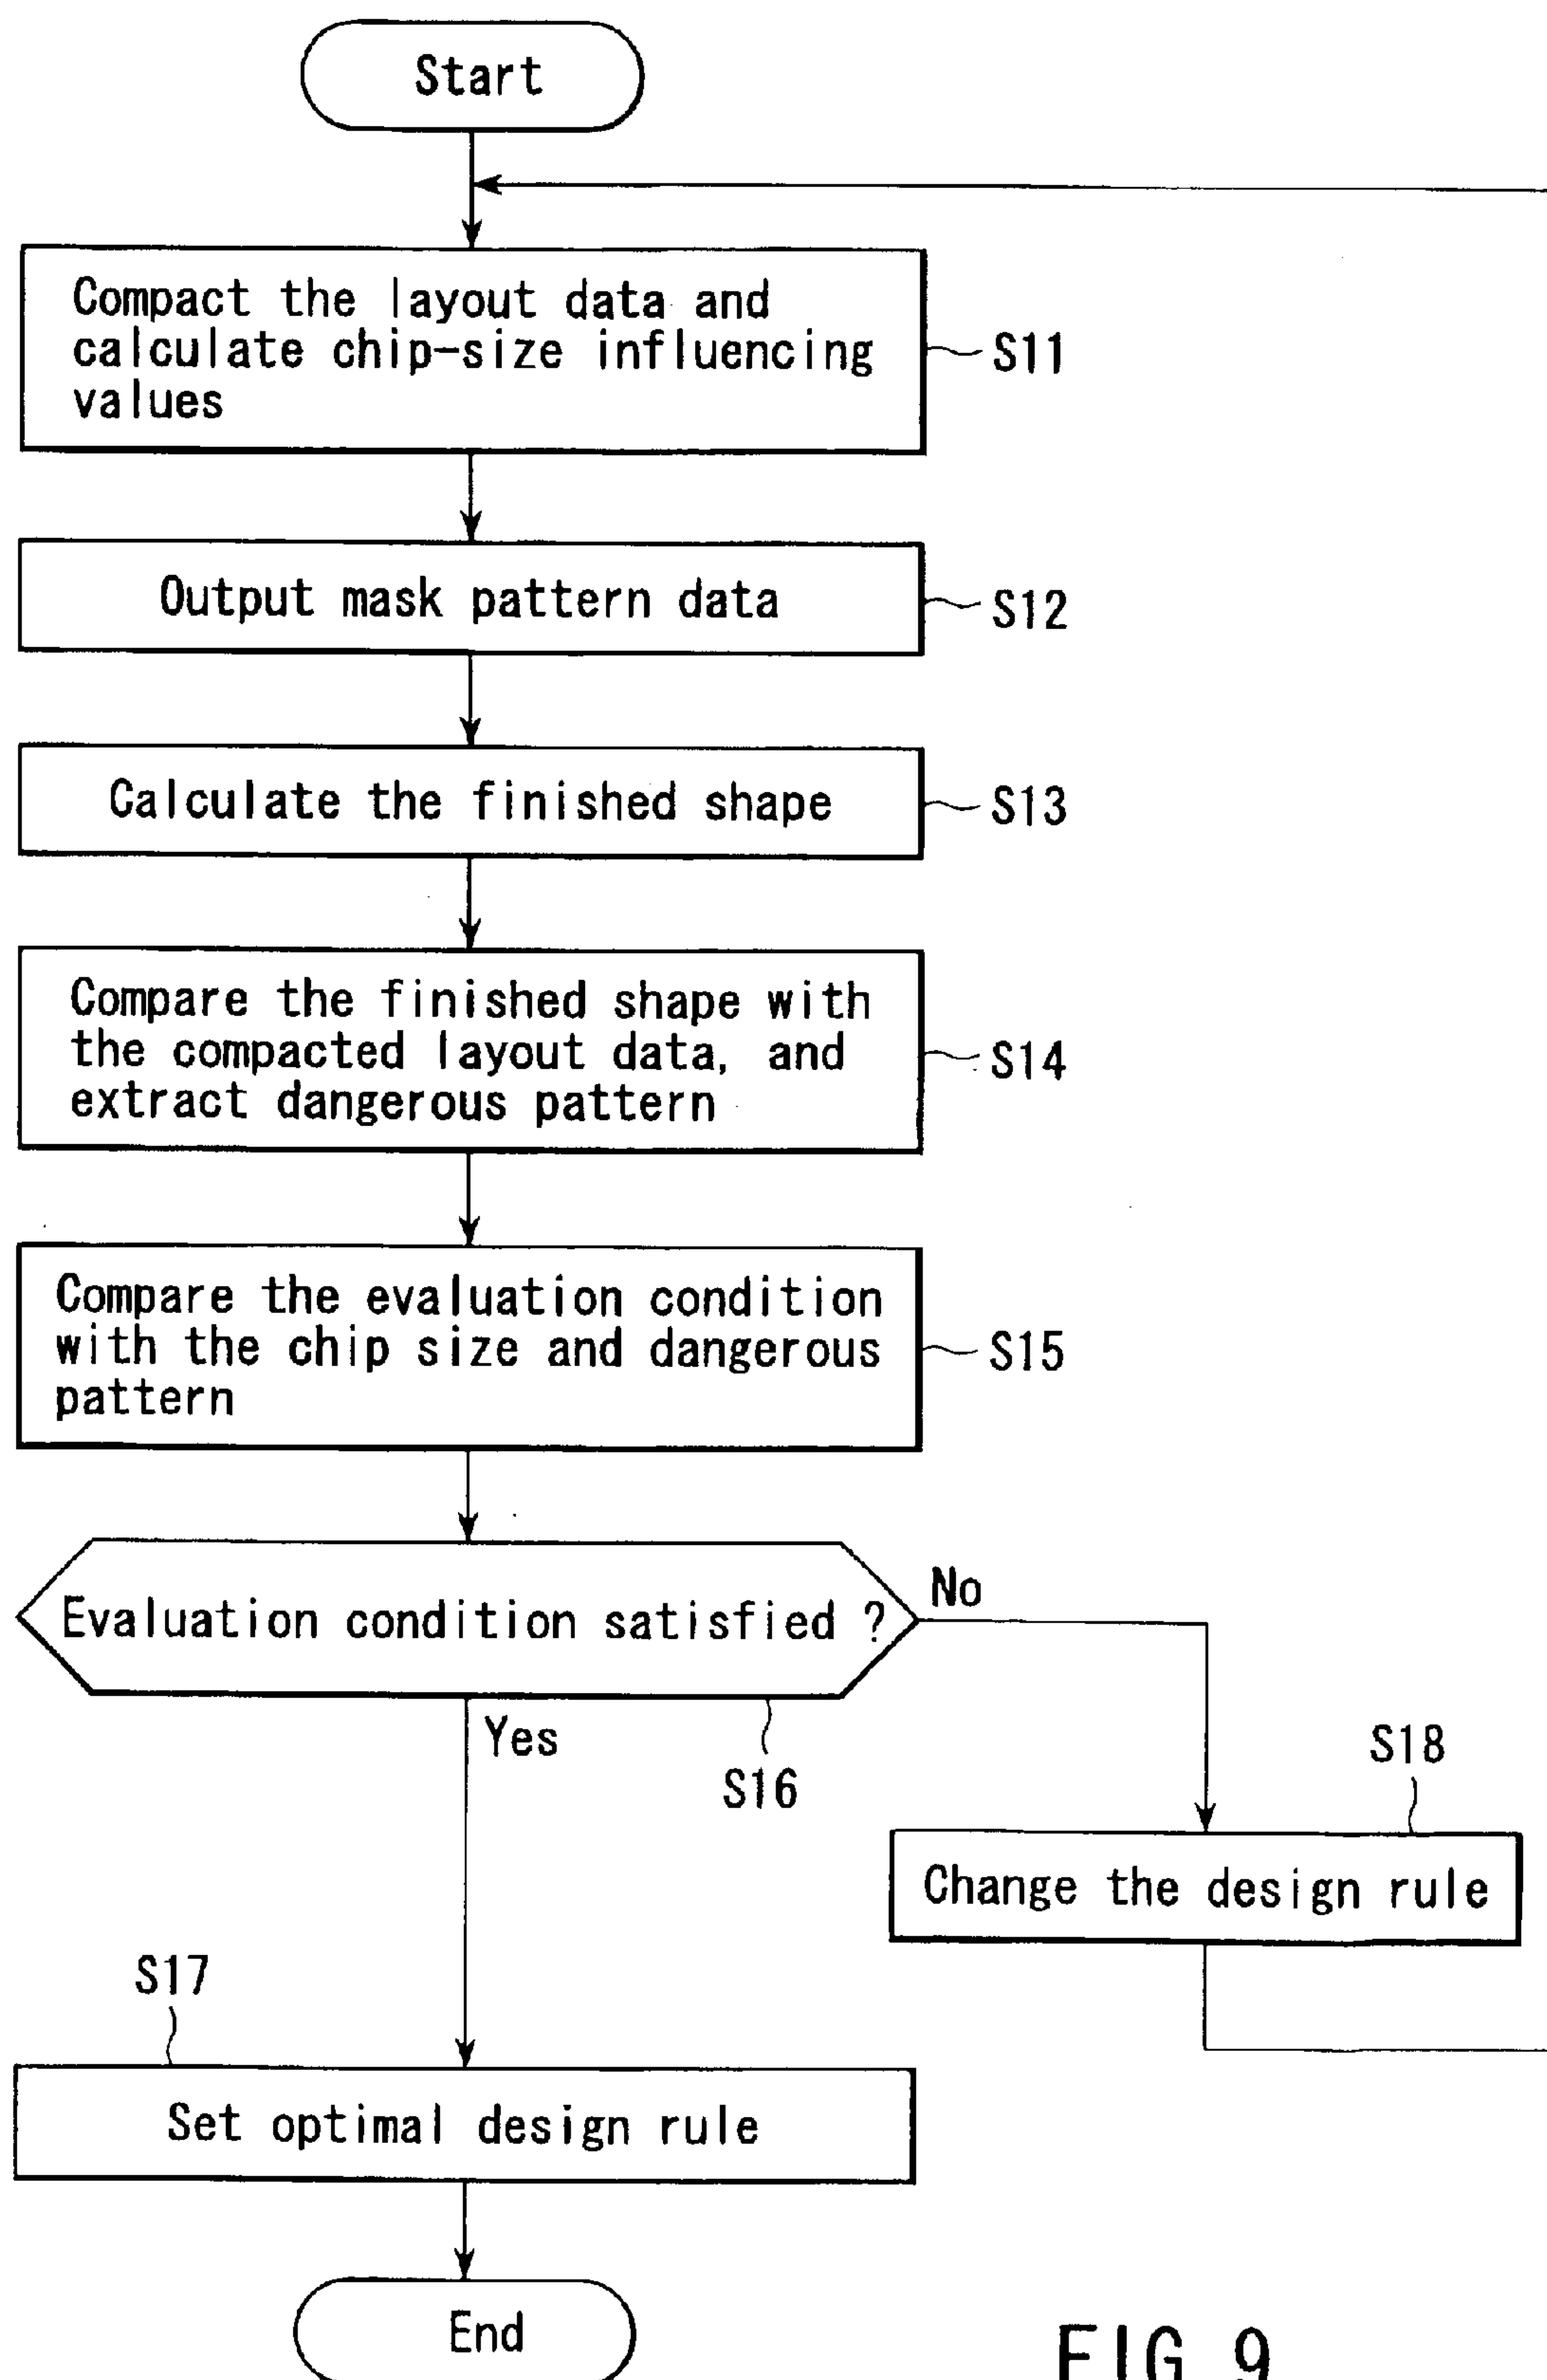 Start
Compact the layout data and
calculate chip-size influencing
values
S11
Output mask pattern data
S12
Calculate the finished shape
S13
Compare the finished shape with
the compacted layout data, and
extract dangerous pattern
S14
Compare the evaluation condition
with the chip size and dangerous
pattern
S15
Evaluation condition satisfied ?
No
Yes
S16
S18
Change the design rule
S17
Set optimal design rule
End
FIG. 9